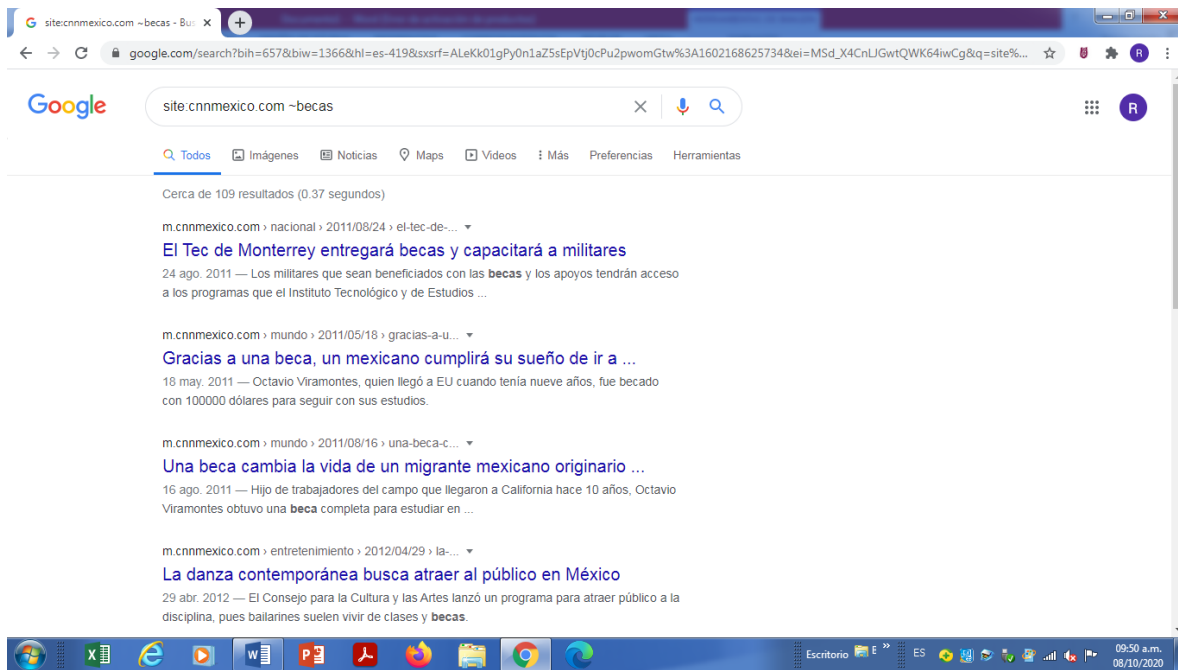 site:cnnmexico.com ~becas - Bus
google.com/search?bih=657&biw=1366&hl=es-419&sxsrf=ALeKk01gPy0n1aZ5sEpVtj0cPu2pwomGtw%3A1602168625734&ei=MSd_X4CnLJGwtQWK64iwCg&q=site%...
R
Google
site:cnnmexico.com ~becas
R
Todos Imágenes Noticias Maps Videos Más Preferencias Herramientas
Cerca de 109 resultados (0.37 segundos)
m.cnnmexico.com › nacional › 2011/08/24 › el-tec-de-...
El Tec de Monterrey entregará becas y capacitará a militares
24 ago. 2011 — Los militares que sean beneficiados con las becas y los apoyos tendrán acceso
a los programas que el Instituto Tecnológico y de Estudios ...
m.cnnmexico.com › mundo › 2011/05/18 › gracias-a-u...
Gracias a una beca, un mexicano cumplirá su sueño de ir a ...
18 may. 2011 — Octavio Viramontes, quien llegó a EU cuando tenía nueve años, fue becado
con 100000 dólares para seguir con sus estudios.
m.cnnmexico.com › mundo › 2011/08/16 › una-beca-c...
Una beca cambia la vida de un migrante mexicano originario ...
16 ago. 2011 — Hijo de trabajadores del campo que llegaron a California hace 10 años, Octavio
Viramontes obtuvo una beca completa para estudiar en ...
m.cnnmexico.com › entretenimiento › 2012/04/29 › la-...
La danza contemporánea busca atraer al público en México
29 abr. 2012 — El Consejo para la Cultura y las Artes lanzó un programa para atraer público a la
disciplina, pues bailarines suelen vivir de clases y becas.
Escritorio E » ES 09:50 a.m.
08/10/2020